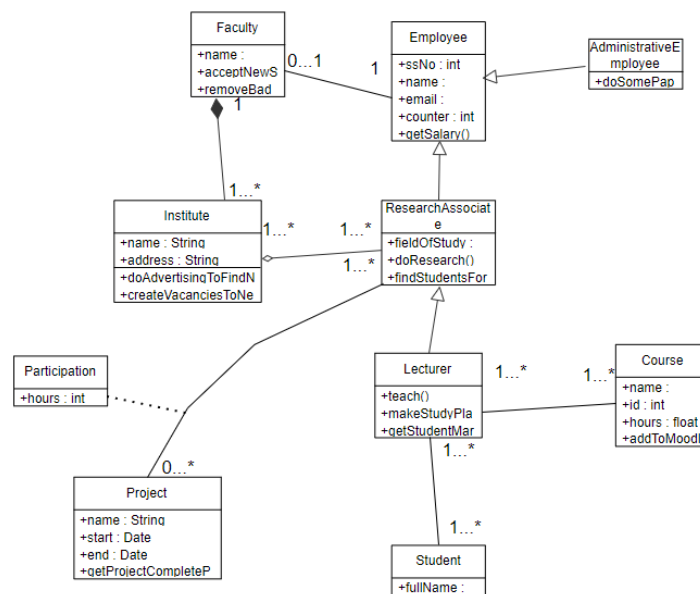 Faculty
+name :
+acceptNewS
+removeBad
0...1
1
Employee
+ssNo : int
+name :
+email :
+counter : int
+getSalary()
AdministrativeE
mployee
+doSomePap
1
1...*
Institute
+name : String
+address : String
+doAdvertisingToFindN
+createVacanciesToNe
1...*
1...*
1...*
ResearchAssociat
e
+fieldOfStudy :
+doResearch()
+findStudentsFor
Participation
+hours : int
Lecturer
+teach()
+makeStudyPla
+getStudentMar
1...*
1...*
Course
+name :
+id : int
+hours : float
+addToMoodl
1...*
0...*
Project
+name : String
+start : Date
+end : Date
+getProjectCompleteP
1...*
Student
+fullName :